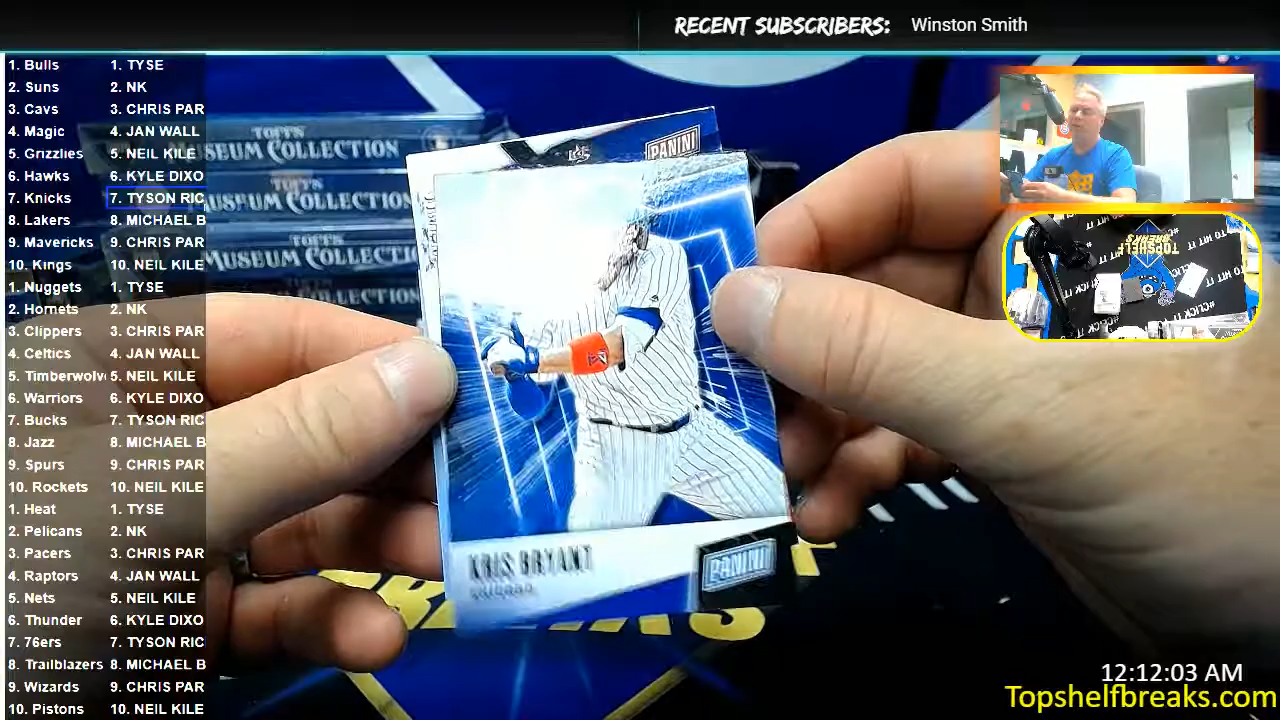 RECENT SUBSCRIBERS: Winston Smith
1. Bulls 1. TYSE
2. Suns 2. NK
3. Cavs 3. CHRIS PAR
4. Magic 4. JAN WALL
5. Grizzlies 5. NEIL KILE
6. Hawks 6. KYLE DIXO
7. Knicks 7. TYSON RIC
8. Lakers 8. MICHAEL B
9. Mavericks 9. CHRIS PAR
10. Kings 10. NEIL KILE
1. Nuggets 1. TYSE
2. Hornets 2. NK
3. Clippers 3. CHRIS PAR
4. Celtics 4. JAN WALL
5. Timberwolv 5. NEIL KILE
6. Warriors 6. KYLE DIXO
7. Bucks 7. TYSON RIC
8. Jazz 8. MICHAEL B
9. Spurs 9. CHRIS PAR
10. Rockets 10. NEIL KILE
1. Heat 1. TYSE
2. Pelicans 2. NK
3. Pacers 3. CHRIS PAR
4. Raptors 4. JAN WALL
5. Nets 5. NEIL KILE
6. Thunder 6. KYLE DIXO
7. 76ers 7. TYSON RIC
8. Trailblazers 8. MICHAEL B
9. Wizards 9. CHRIS PAR
10. Pistons 10. NEIL KILE
TOPPS
MUSEUM COLLECTION
TOPPS
MUSEUM COLLECTION
TOPPS
MUSEUM COLLECTION
PANINI
KRIS BRYANT
CHICAGO
PANINI
BREAKS
TOPSHELF
BREAKS
12:12:03 AM
Topshelfbreaks.com